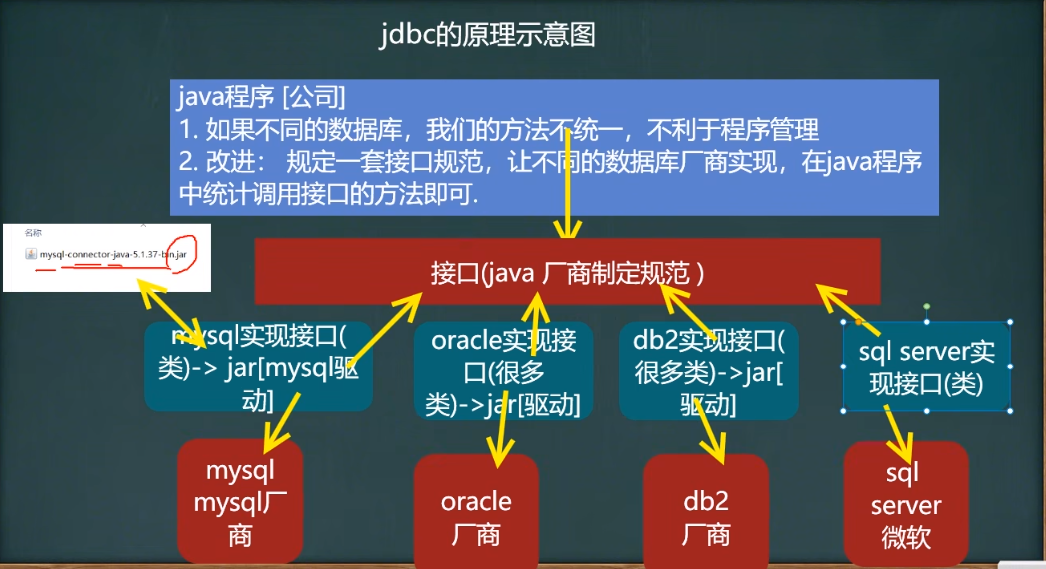 jdbc的原理示意图
java程序 [公司]
1. 如果不同的数据库，我们的方法不统一，不利于程序管理
2. 改进： 规定一套接口规范，让不同的数据库厂商实现，在java程序
中统计调用接口的方法即可.
名称
mysql-connector-java-5.1.37-bin.jar
接口(java 厂商制定规范 )
mysql实现接口(
类)-> jar[mysql驱
动]
oracle实现接
口(很多
类)->jar[驱动]
db2实现接口(
很多类)->jar[
驱动]
sql server实
现接口(类)
mysql
mysql厂
商
oracle
厂商
db2
厂商
sql
server
微软